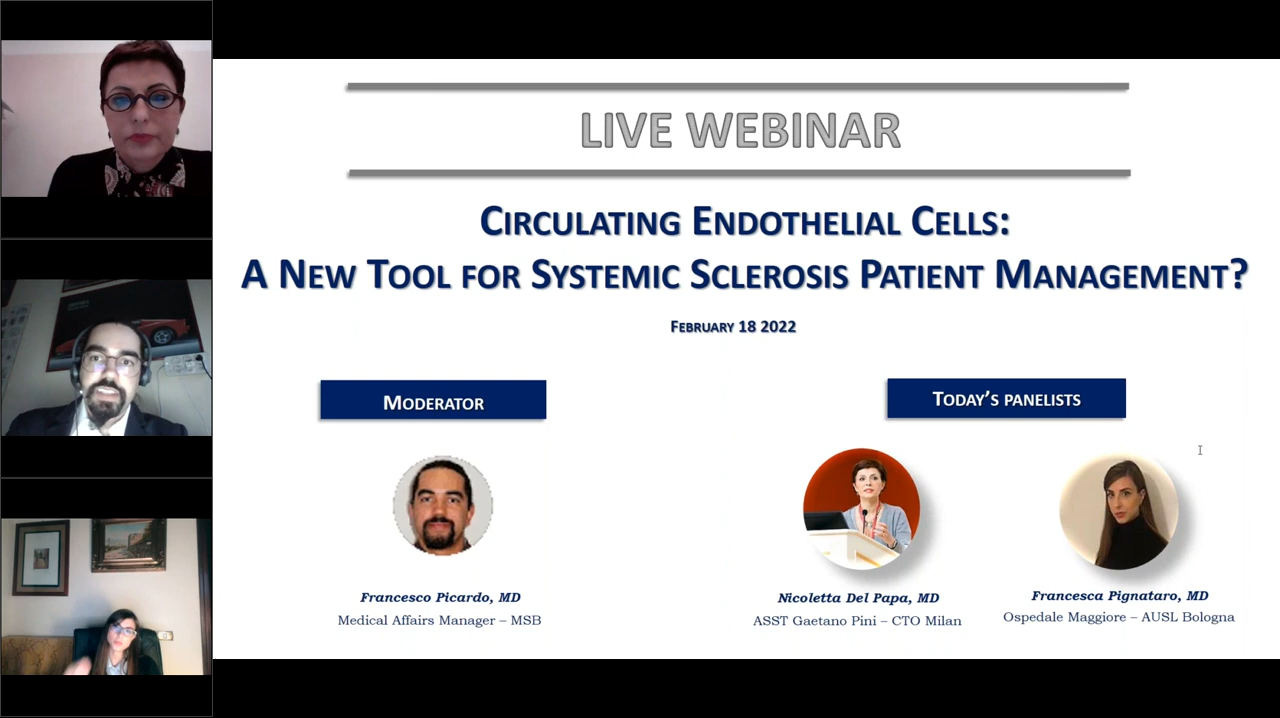 LIVE WEBINAR
CIRCULATING ENDOTHELIAL CELLS:
A NEW TOOL FOR SYSTEMIC SCLEROSIS PATIENT MANAGEMENT?
FEBRUARY 18 2022
MODERATOR
TODAY'S PANELISTS
Francesco Picardo, MD
Medical Affairs Manager – MSB
Nicoletta Del Papa, MD
ASST Gaetano Pini – CTO Milan
Francesca Pignataro, MD
Ospedale Maggiore – AUSL Bologna